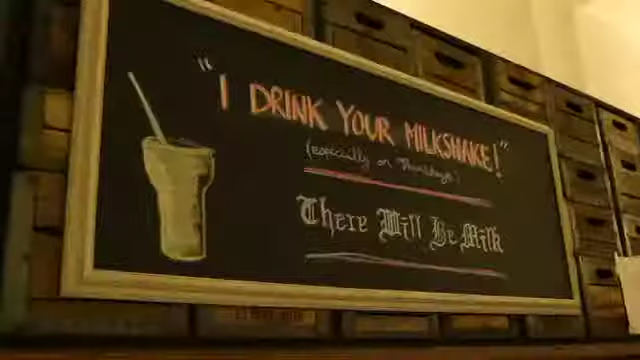 "I DRINK YOUR MILKSHAKE!"
(especially on Thursdays!)
There Will Be Milk